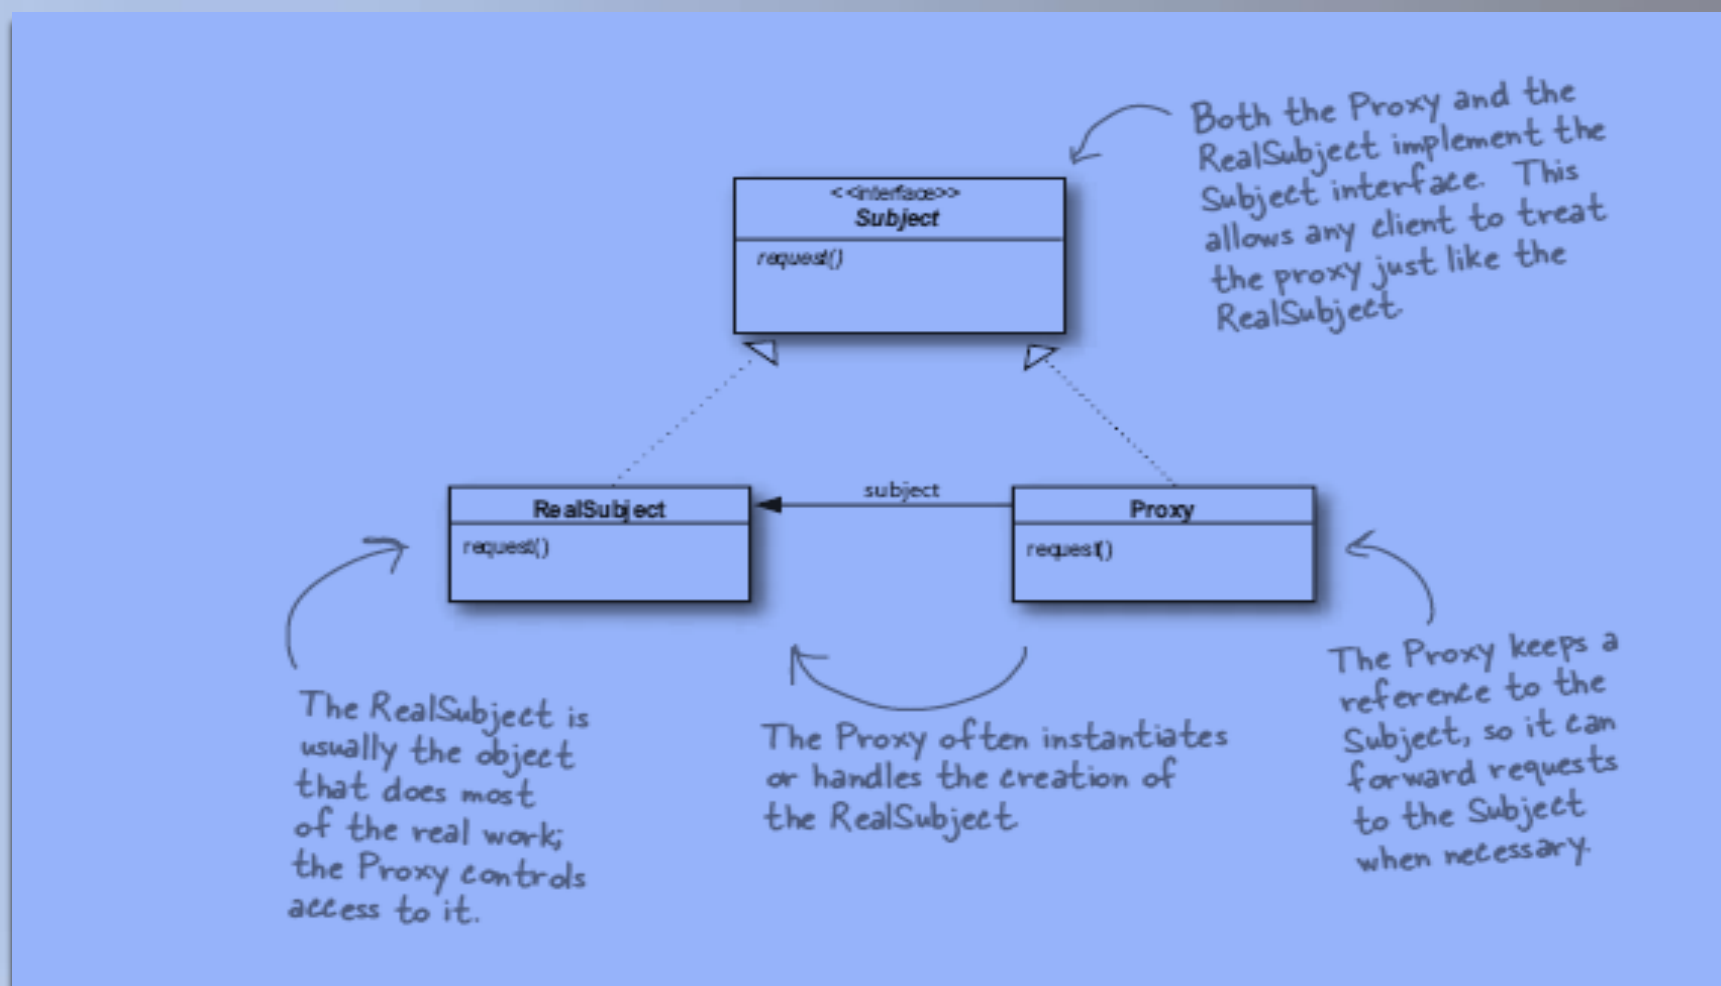 Both the Proxy and the
RealSubject implement the
Subject interface. This
allows any client to treat
the proxy just like the
RealSubject.
<<interface>>
Subject
request()
subject
RealSubject
request()
Proxy
request()
The RealSubject is
usually the object
that does most
of the real work;
the Proxy controls
access to it.
The Proxy often instantiates
or handles the creation of
the RealSubject.
The Proxy keeps a
reference to the
Subject, so it can
forward requests
to the Subject
when necessary.